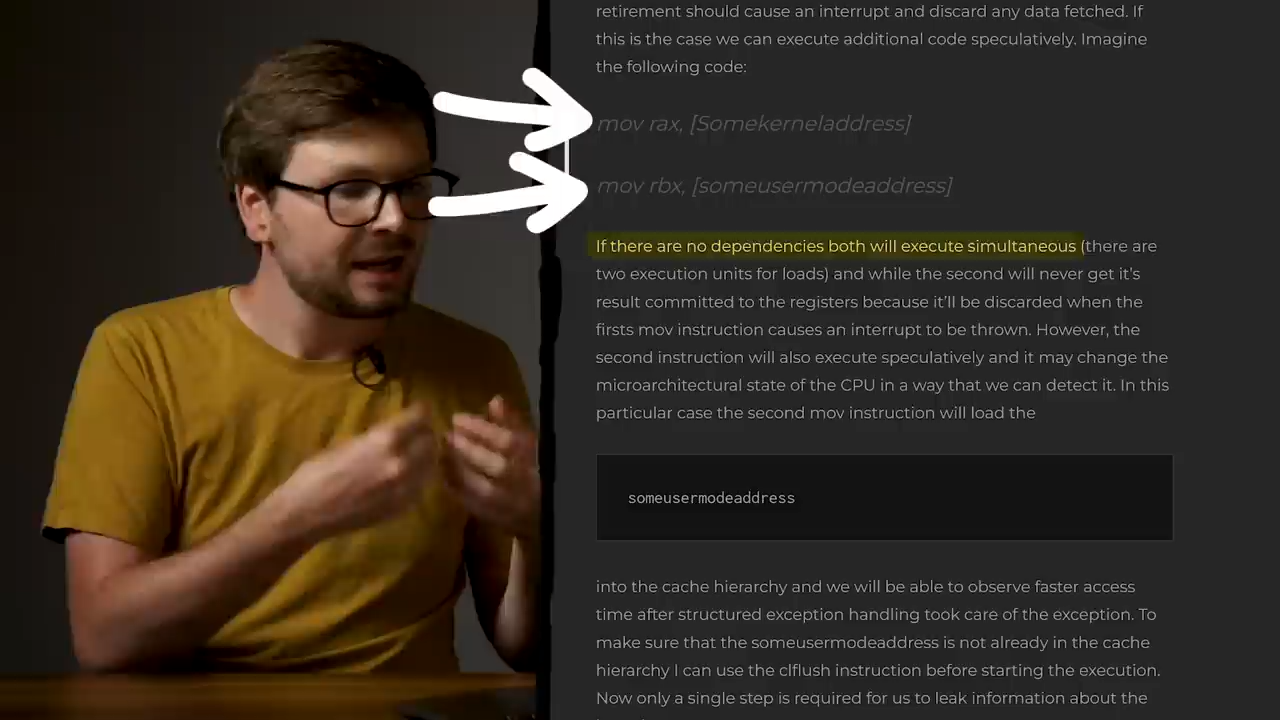 retirement should cause an interrupt and discard any data fetched. If
this is the case we can execute additional code speculatively. Imagine
the following code:
mov rax, [Somekerneladdress]
mov rbx, [someusermodeaddress]
If there are no dependencies both will execute simultaneous (there are
two execution units for loads) and while the second will never get it’s
result committed to the registers because it’ll be discarded when the
firsts mov instruction causes an interrupt to be thrown. However, the
second instruction will also execute speculatively and it may change the
microarchitectural state of the CPU in a way that we can detect it. In this
particular case the second mov instruction will load the
someusermodeaddress
into the cache hierarchy and we will be able to observe faster access
time after structured exception handling took care of the exception. To
make sure that the someusermodeaddress is not already in the cache
hierarchy I can use the clflush instruction before starting the execution.
Now only a single step is required for us to leak information about the